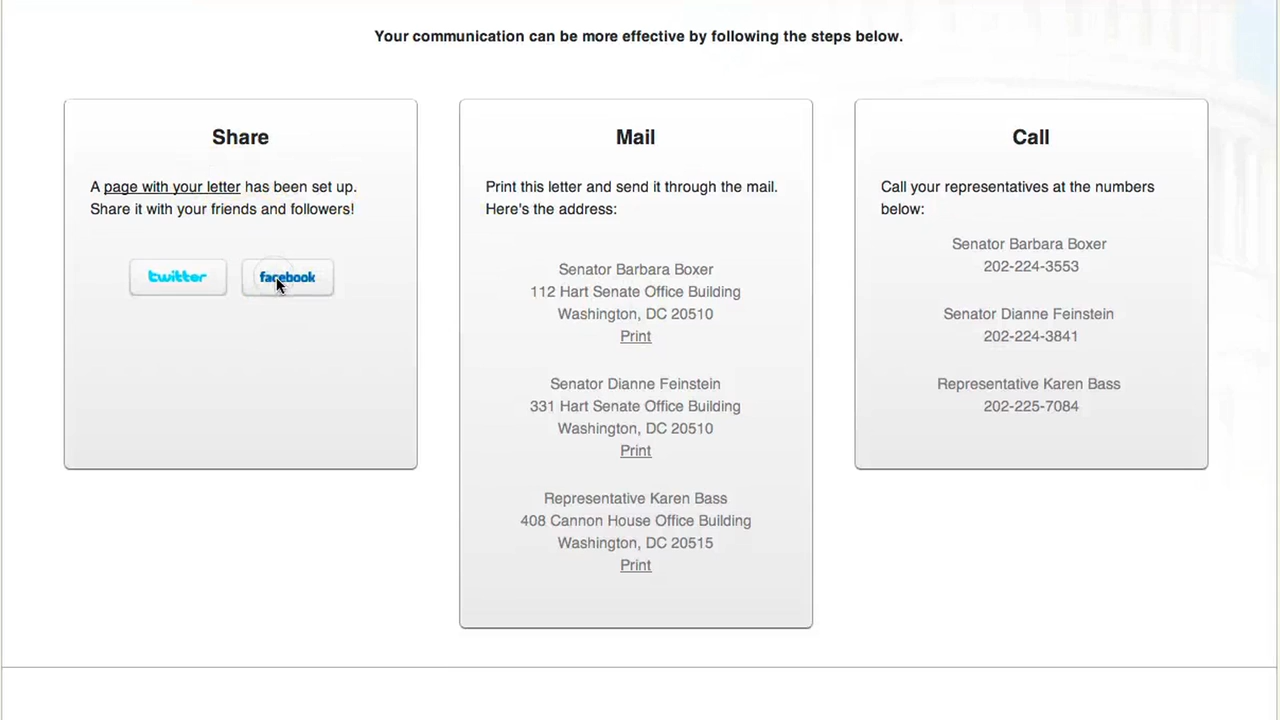 Your communication can be more effective by following the steps below.
Share
A page with your letter has been set up.
Share it with your friends and followers!
twitter
facebook
Mail
Print this letter and send it through the mail.
Here's the address:
Senator Barbara Boxer
112 Hart Senate Office Building
Washington, DC 20510
Print
Senator Dianne Feinstein
331 Hart Senate Office Building
Washington, DC 20510
Print
Representative Karen Bass
408 Cannon House Office Building
Washington, DC 20515
Print
Call
Call your representatives at the numbers
below:
Senator Barbara Boxer
202-224-3553
Senator Dianne Feinstein
202-224-3841
Representative Karen Bass
202-225-7084